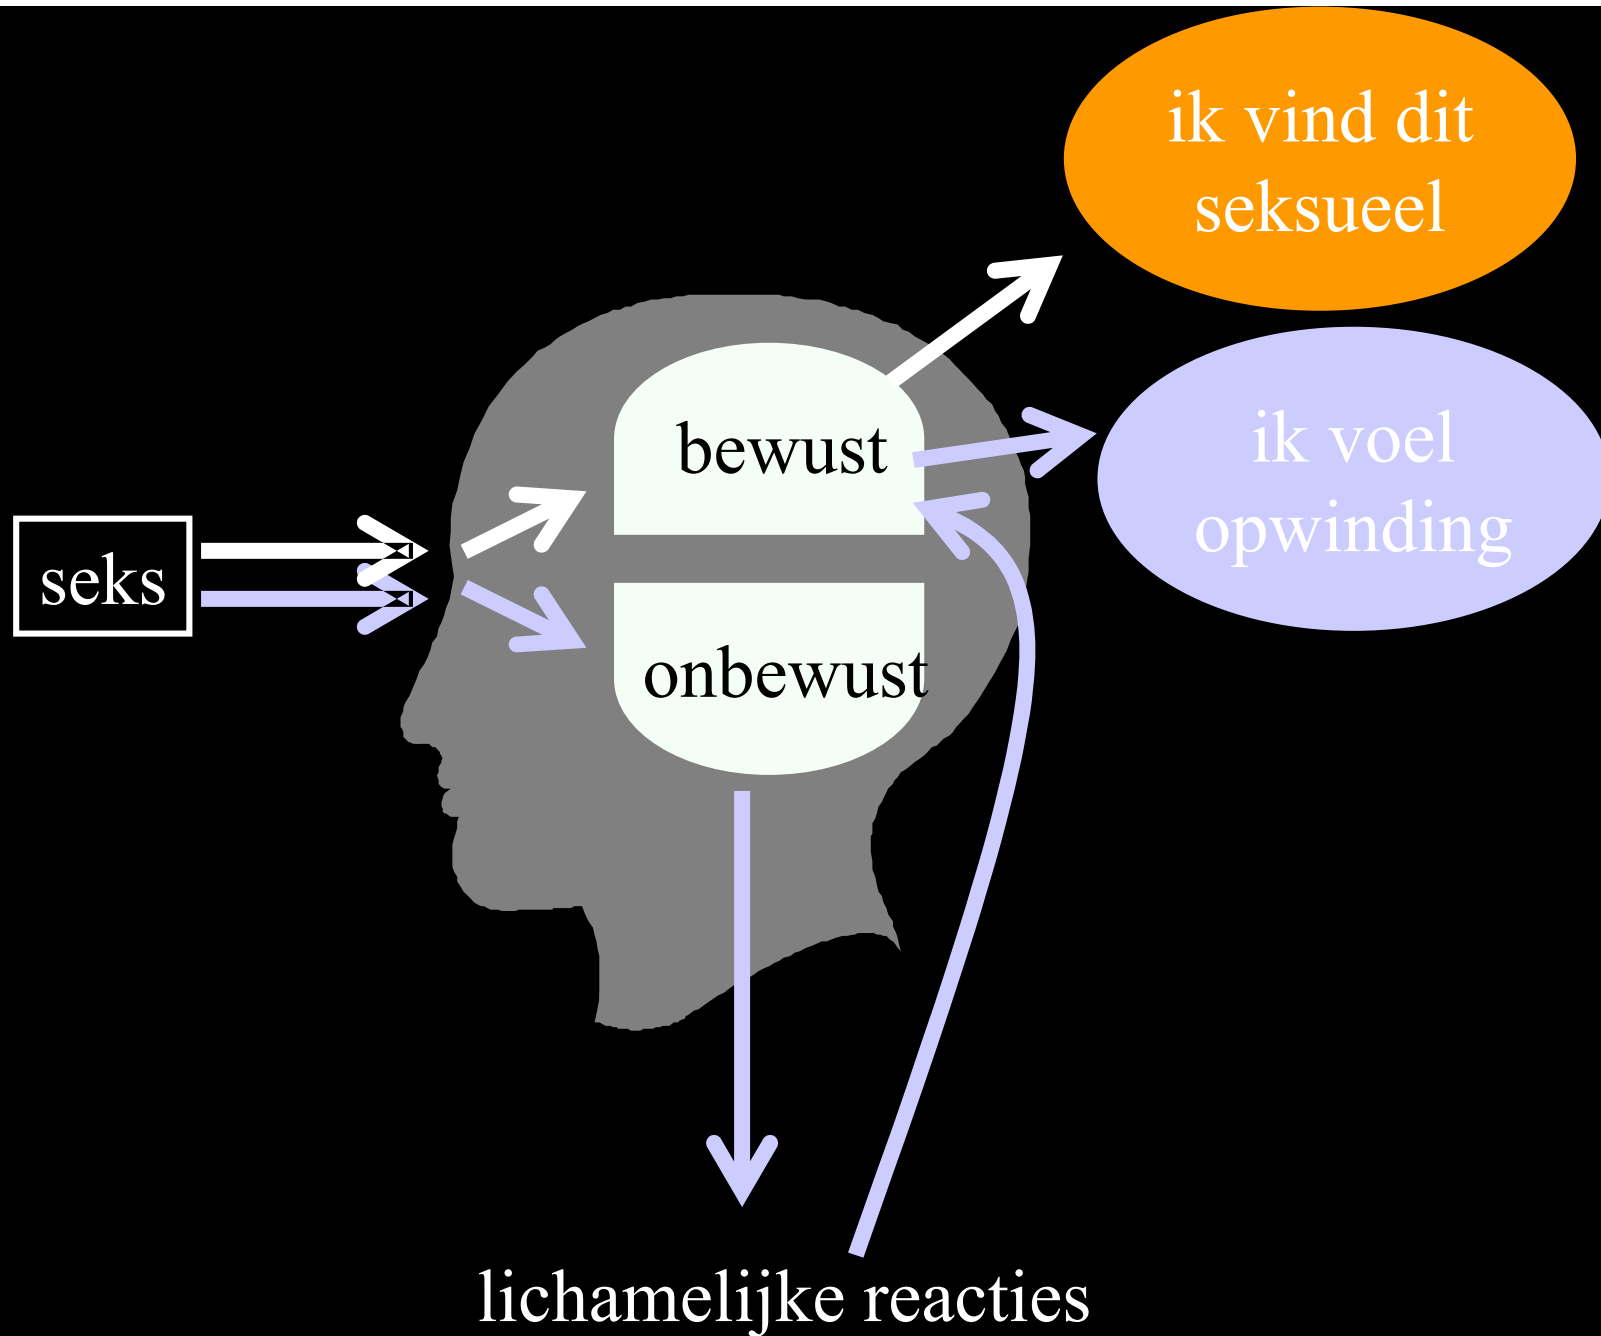 ik vind dit
seksueel
ik voel
opwinding
bewust
seks
onbewust
lichamelijke reacties